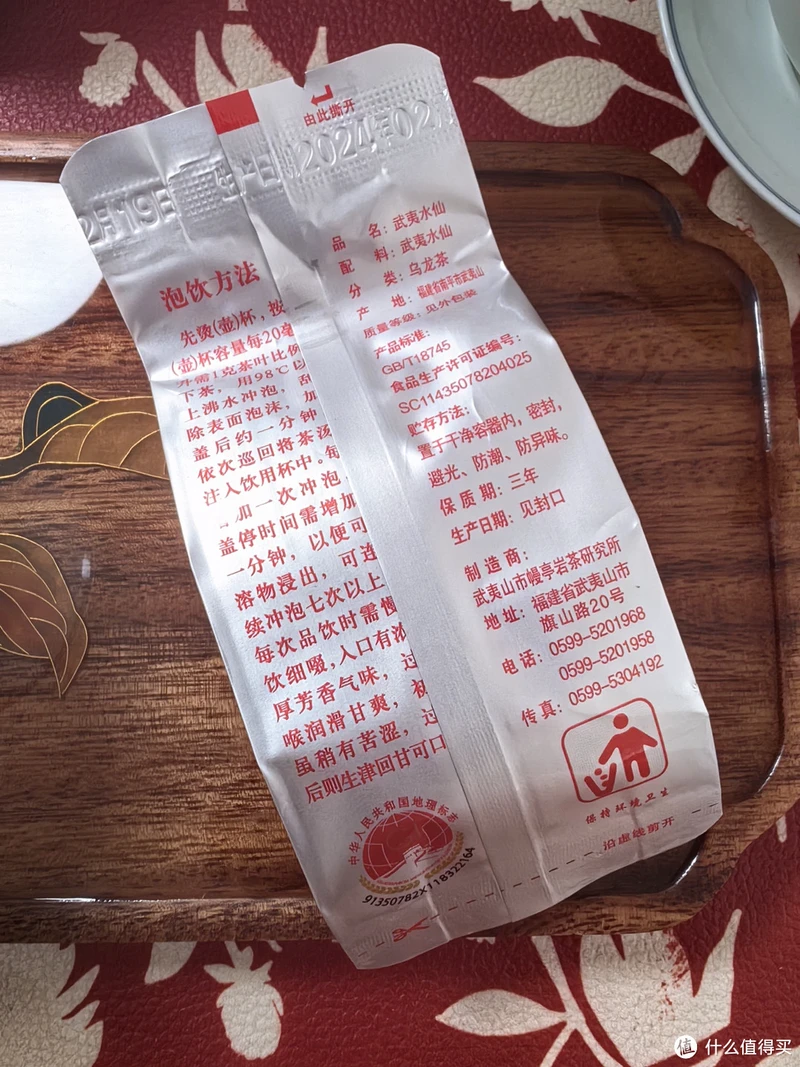 由此撕开
2月19日
生产日
2024年02月
泡饮方法
先烫(壶)杯，按
(壶)杯容量每20毫
升需1克茶叶比例
下茶，用98℃以
上沸水冲泡，刮
除表面泡沫，加
盖后约一分钟
依次巡回将茶汤
注入饮用杯中。每
加一次冲泡
盖停时间需增加
一分钟，以便可
溶物浸出，可连
续冲泡七次以上
每次品饮时需慢
饮细啜，入口有浓
厚芳香气味，过
喉润滑甘爽，初
虽稍有苦涩，过
后则生津回甘可口
中华人民共和国地理标志
91350782X118322164
品名：武夷水仙
配料：武夷水仙
分类：乌龙茶
产地：福建省南平市武夷山
质量等级：见外包装
产品标准：
GB/T18745
食品生产许可证编号：
SC11435078204025
贮存方法：
置于干净容器内，密封，
避光、防潮、防异味。
保质期：三年
生产日期：见封口
制造商：
武夷山市幔亭岩茶研究所
地址：福建省武夷山市
旗山路20号
电话：0599-5201968
0599-5201958
传真：0599-5304192
保持环境卫生
沿虚线剪开
值 什么值得买